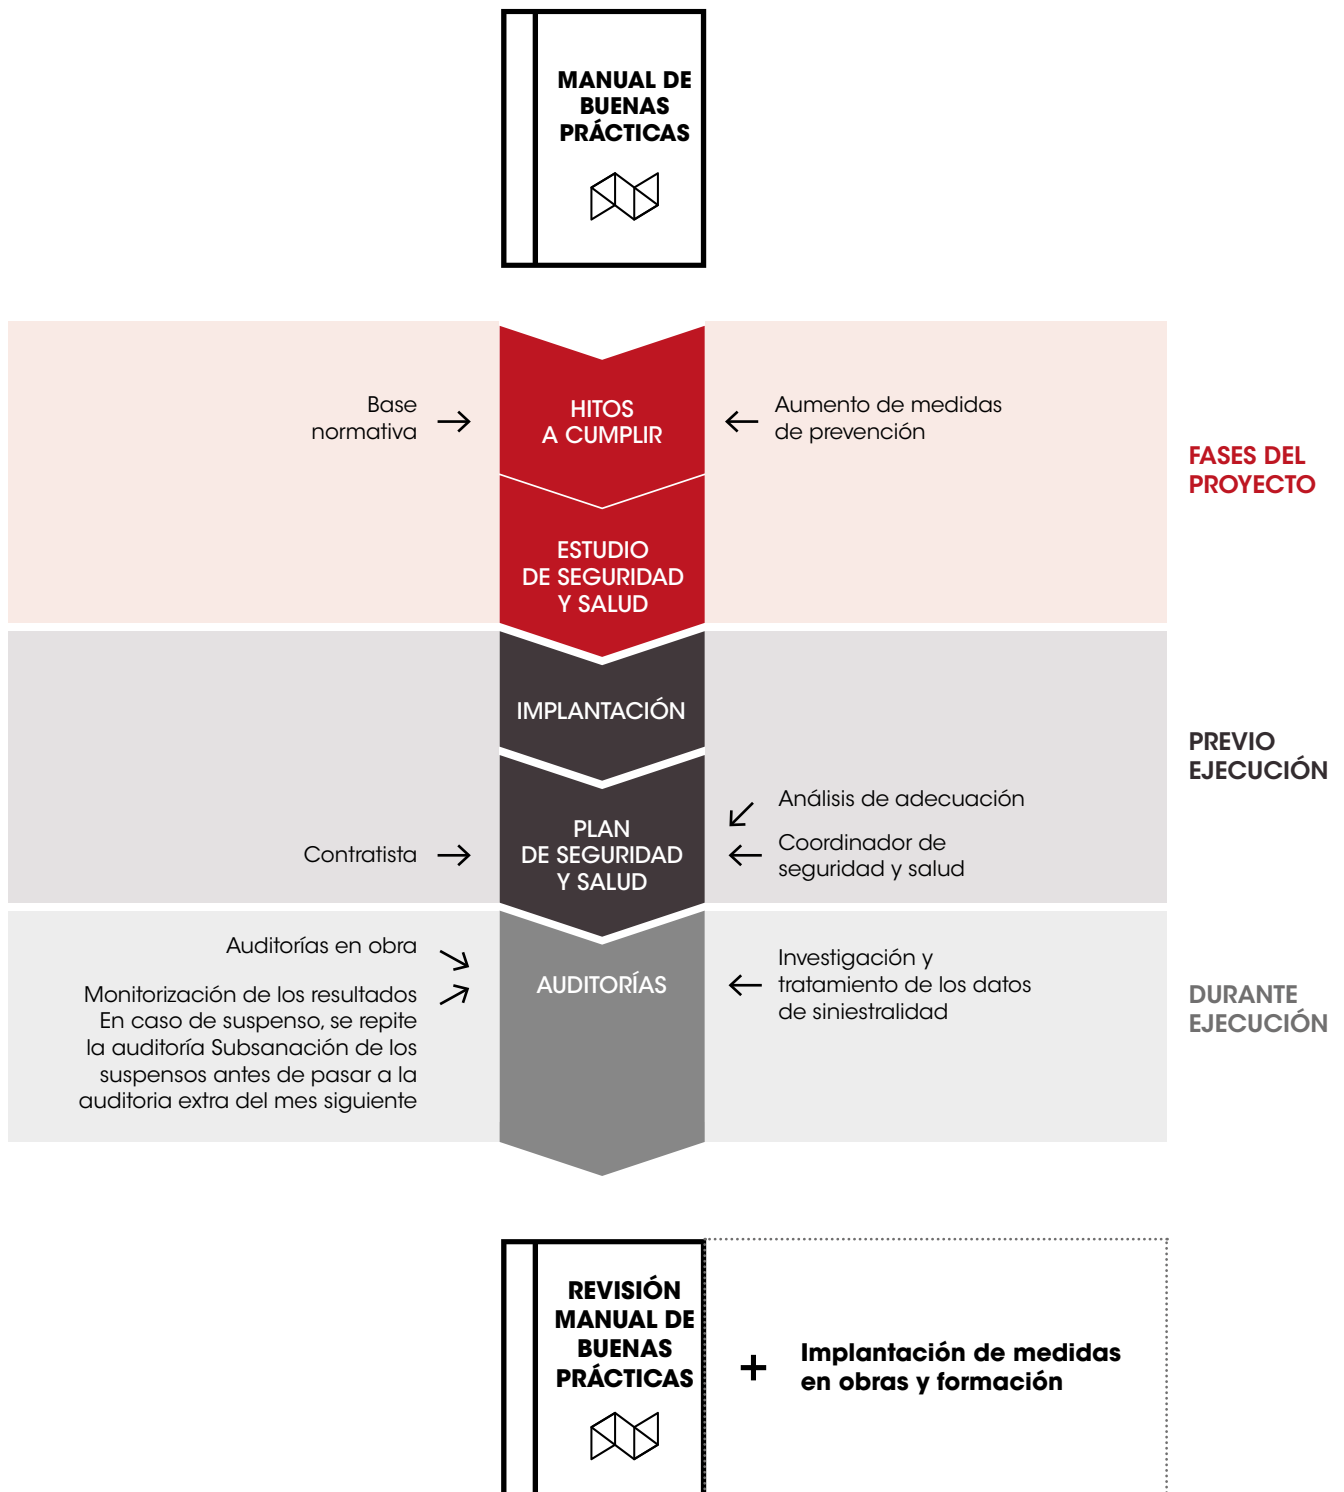 MANUAL DE
BUENAS
PRÁCTICAS
Base
normativa
HITOS
A CUMPLIR
Aumento de medidas
de prevención
FASES DEL
PROYECTO
ESTUDIO
DE SEGURIDAD
Y SALUD
IMPLANTACIÓN
PREVIO
EJECUCIÓN
Contratista
PLAN
DE SEGURIDAD
Y SALUD
Análisis de adecuación
Coordinador de
seguridad y salud
Auditorías en obra
Monitorización de los resultados
En caso de suspenso, se repite
la auditoría Subsanación de los
suspensos antes de pasar a la
auditoria extra del mes siguiente
AUDITORÍAS
Investigación y
tratamiento de los datos
de siniestralidad
DURANTE
EJECUCIÓN
REVISIÓN
MANUAL DE
BUENAS
PRÁCTICAS
+
Implantación de medidas
en obras y formación